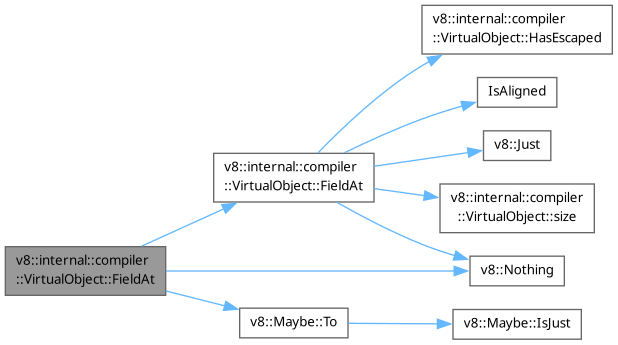 v8::internal::compiler
::VirtualObject::HasEscaped
IsAligned
v8::Just
v8::internal::compiler
::VirtualObject::FieldAt
v8::internal::compiler
::VirtualObject::size
v8::internal::compiler
::VirtualObject::FieldAt
v8::Nothing
v8::Maybe::To
v8::Maybe::IsJust